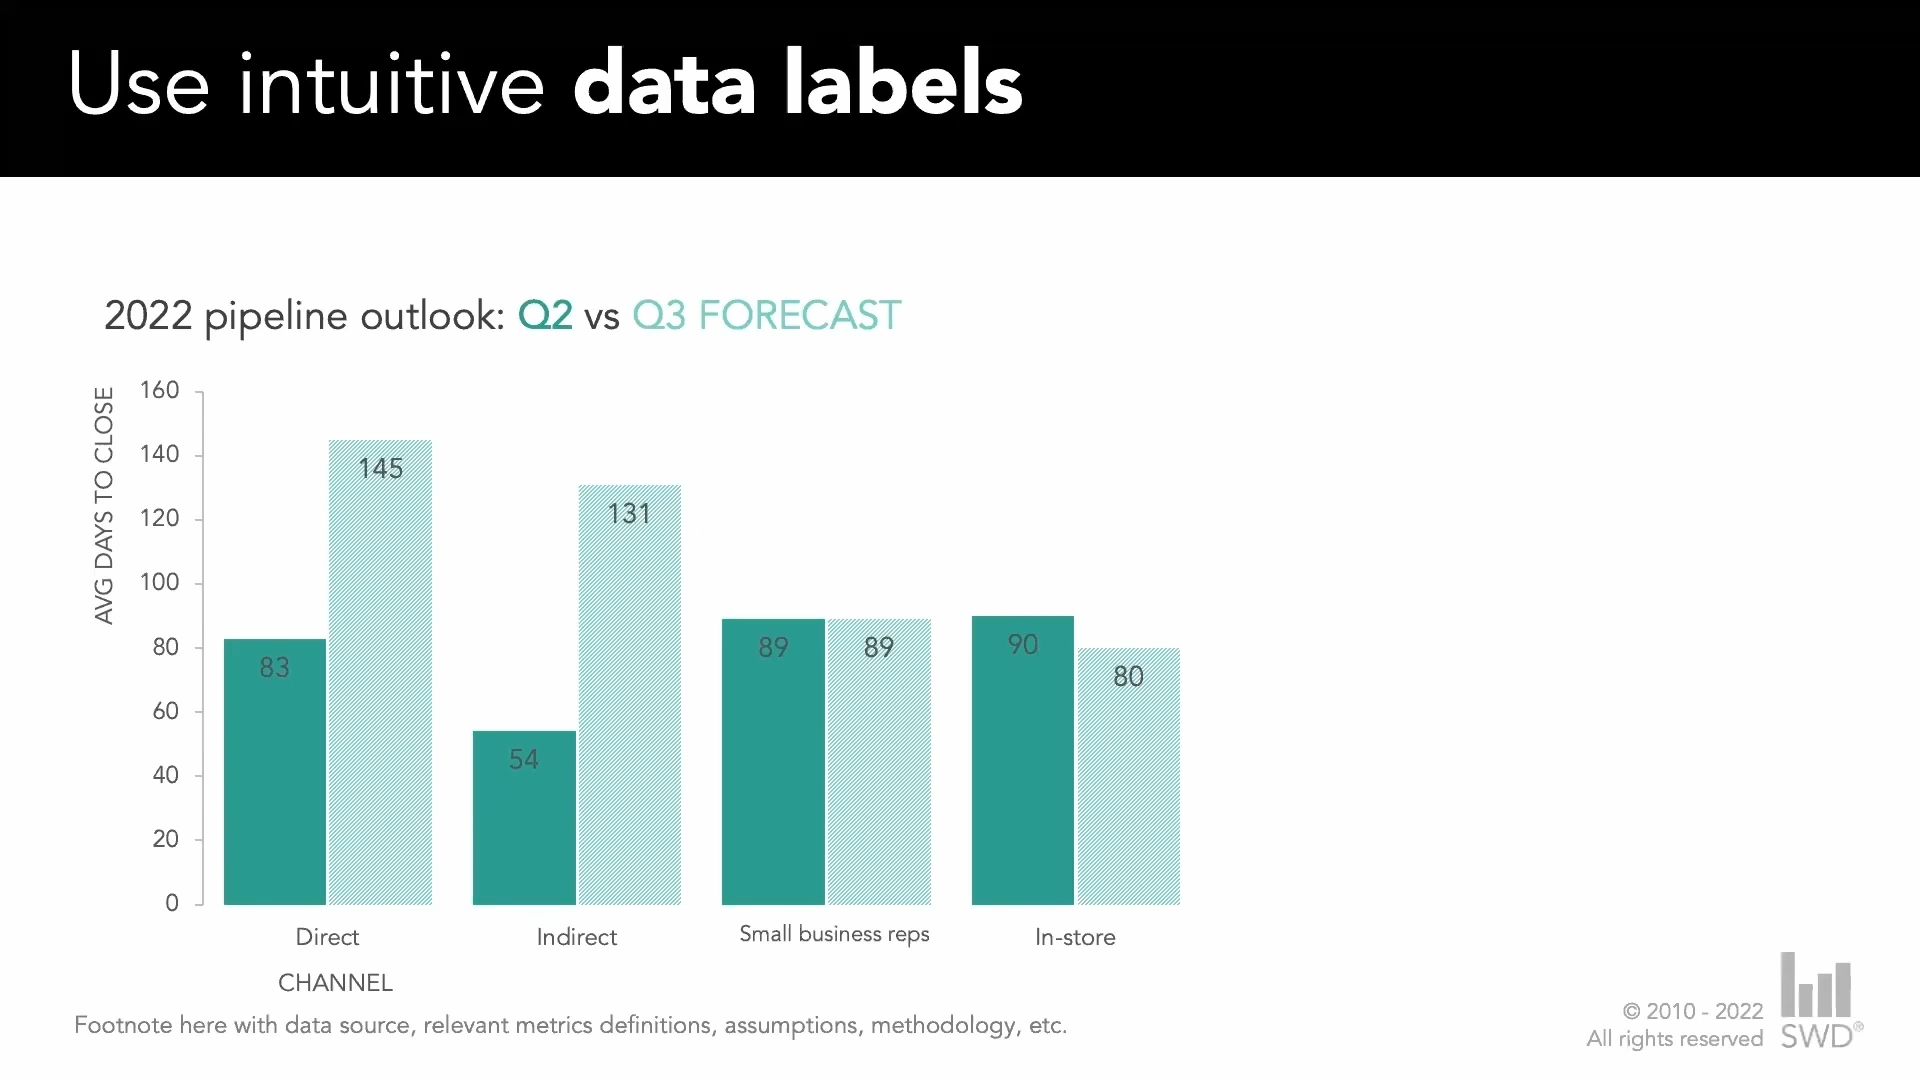 Use intuitive data labels
2022 pipeline outlook: Q2 vs Q3 FORECAST
AVG DAYS TO CLOSE
160
140
120
100
80
60
40
20
0
83
145
54
131
89
89
90
80
Direct
Indirect
Small business reps
In-store
CHANNEL
Footnote here with data source, relevant metrics definitions, assumptions, methodology, etc.
© 2010 - 2022
All rights reserved
SWD®